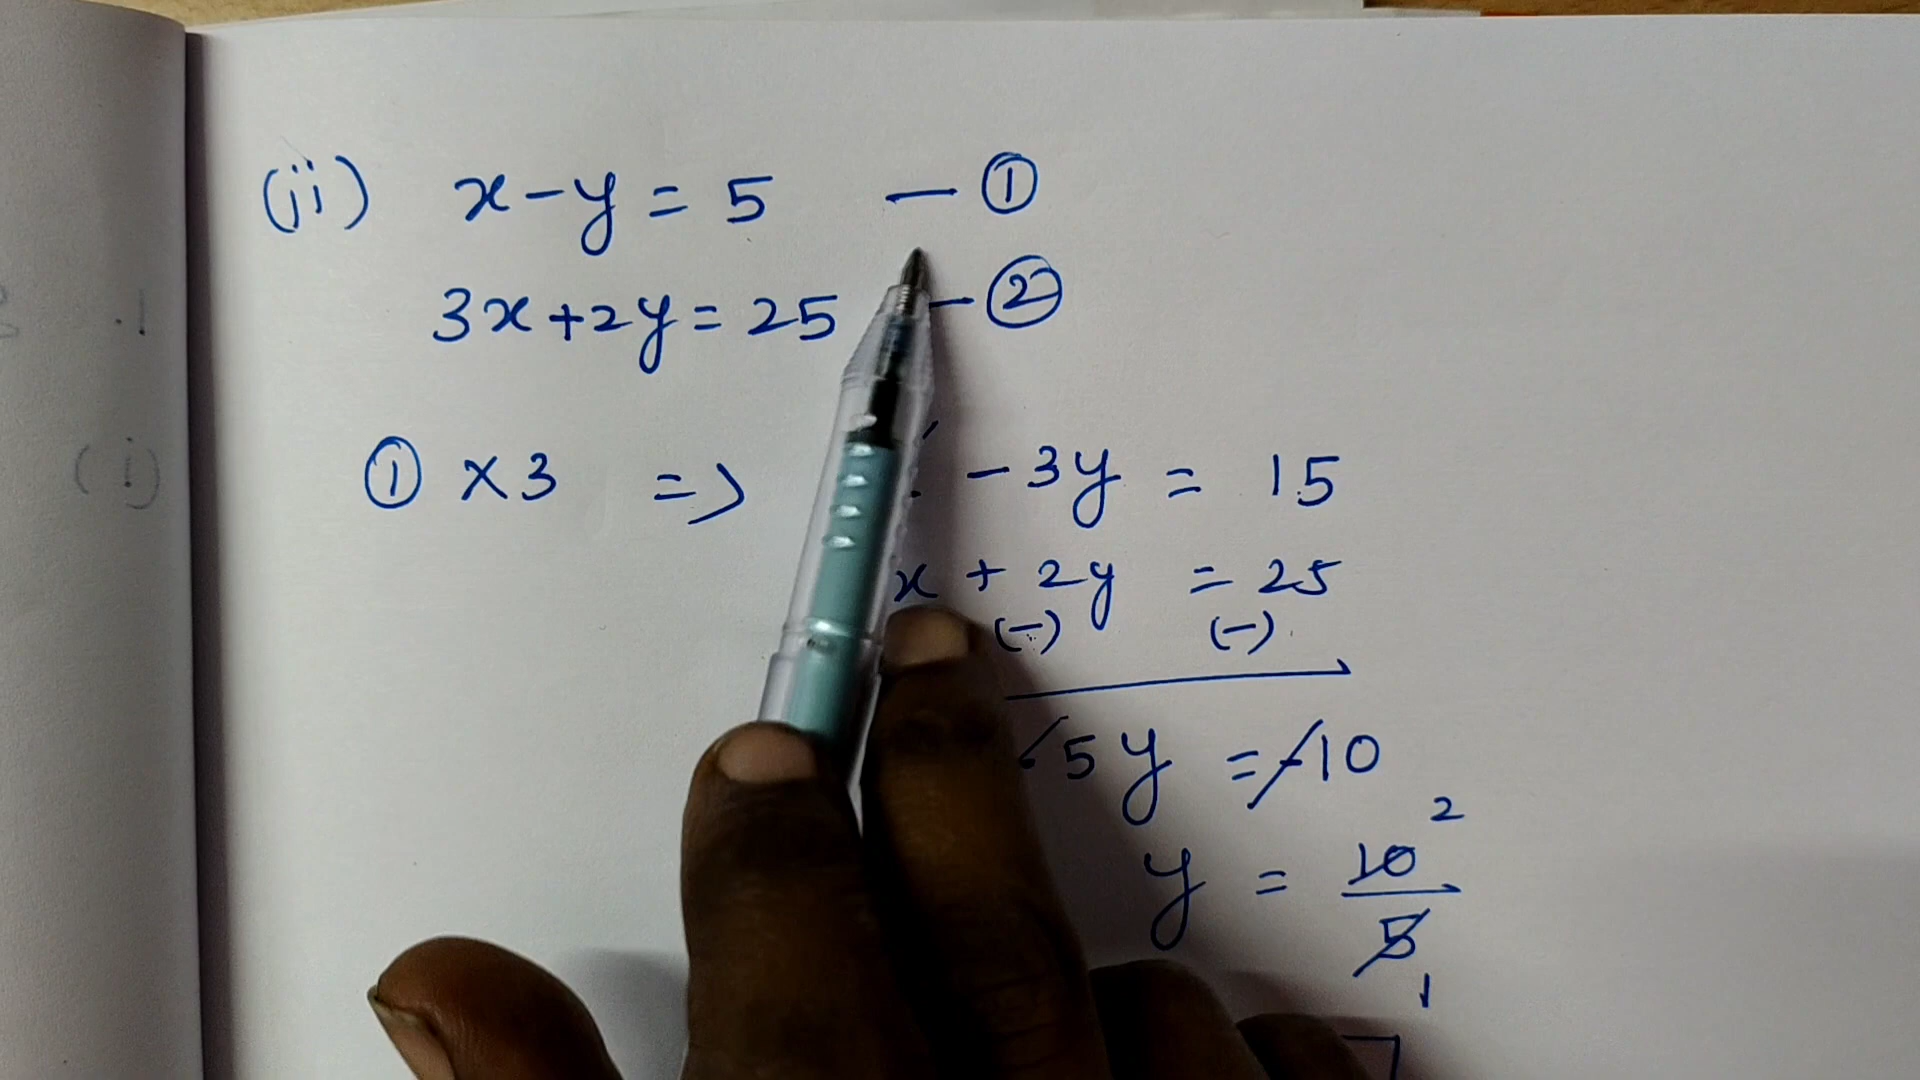 (ii) x - y = 5 — ①
3x + 2y = 25 — ②
① × 3 => - 3y = 15
x + 2y = 25
(-) (-)
5y = -10
2
y = 10/5
1
(i)